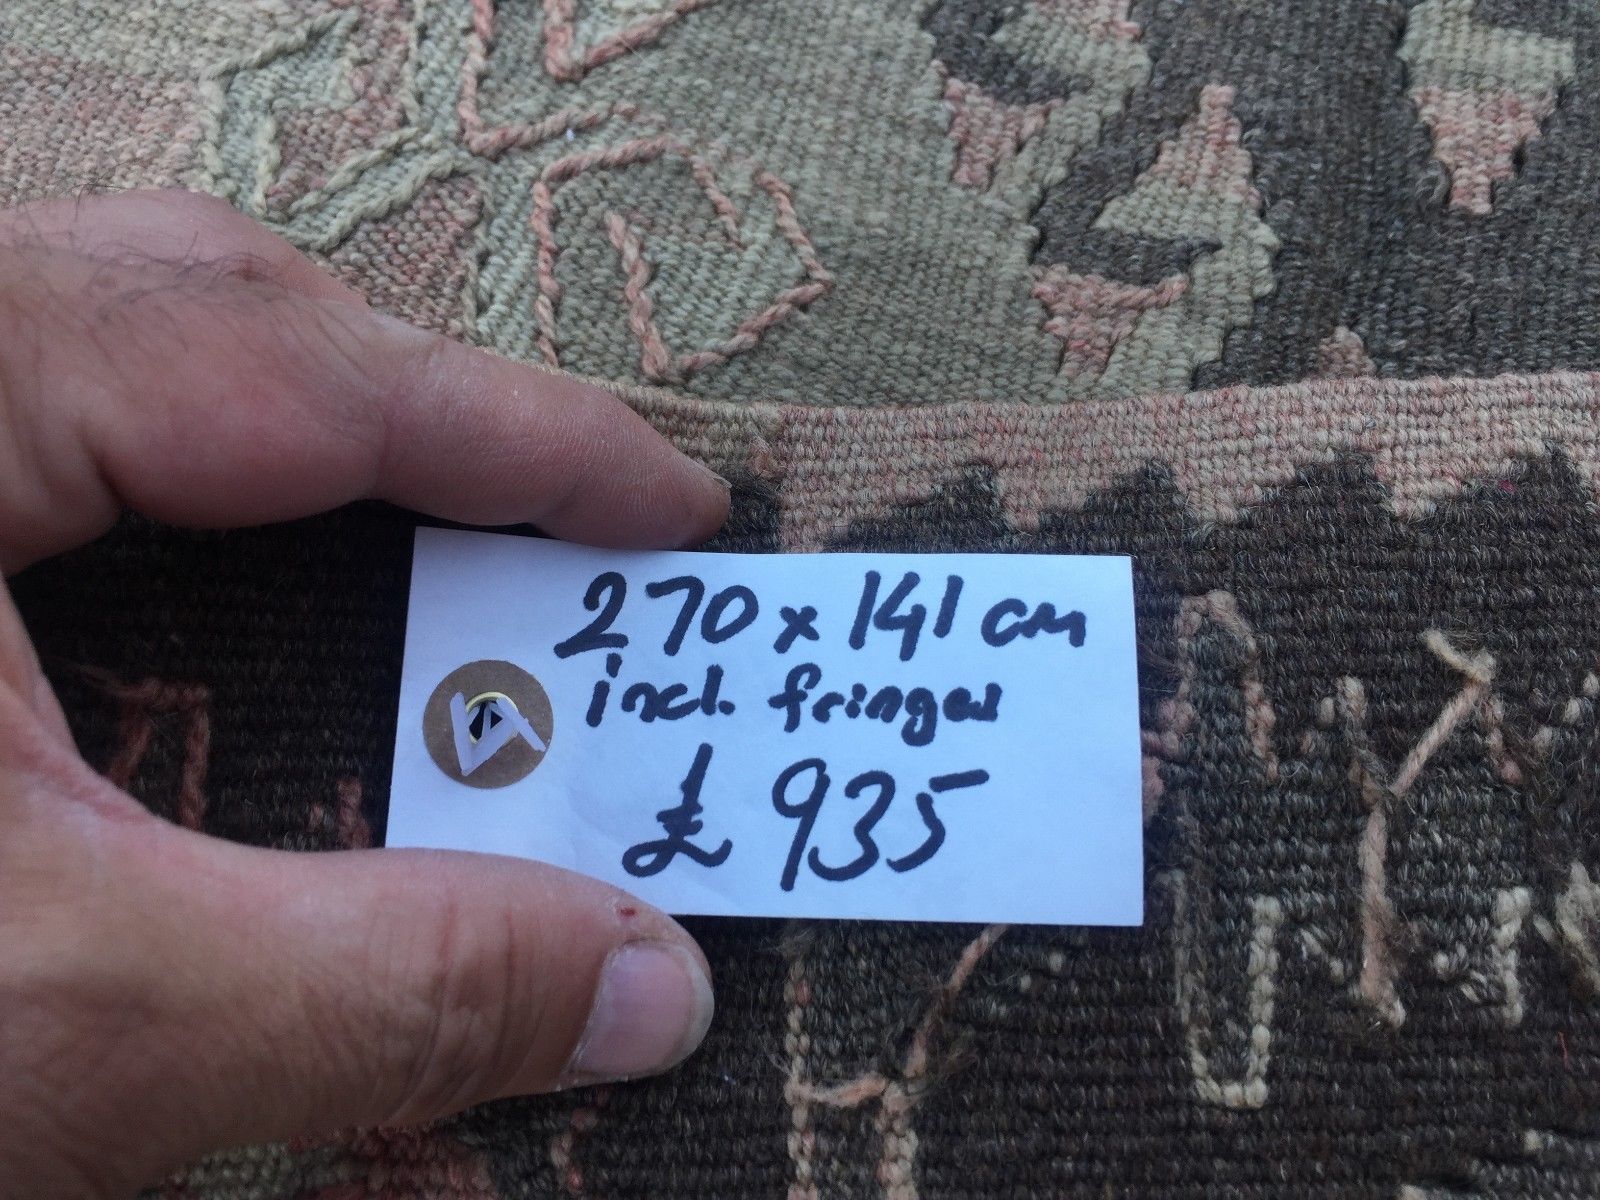 270 x 141 cm
incl. fringes
£ 935